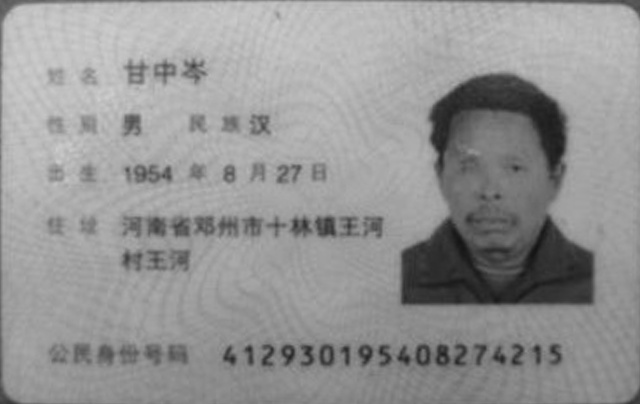 姓名 甘中岑
性别 男 民族 汉
出生 1954 年 8 月 27 日
住址 河南省邓州市十林镇王河
村王河
公民身份号码 412930195408274215